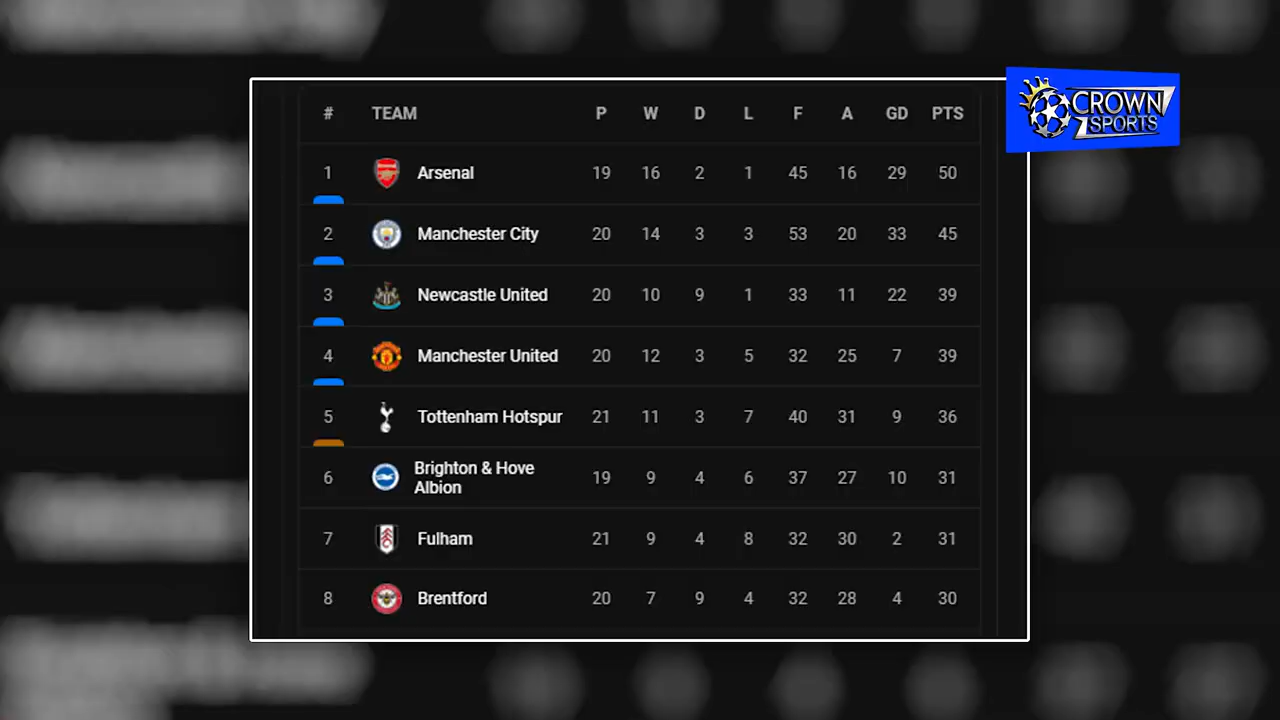 # TEAM P W D L F A GD PTS
1 Arsenal 19 16 2 1 45 16 29 50
2 Manchester City 20 14 3 3 53 20 33 45
3 Newcastle United 20 10 9 1 33 11 22 39
4 Manchester United 20 12 3 5 32 25 7 39
5 Tottenham Hotspur 21 11 3 7 40 31 9 36
6 Brighton & Hove
Albion 19 9 4 6 37 27 10 31
7 Fulham 21 9 4 8 32 30 2 31
8 Brentford 20 7 9 4 32 28 4 30
CROWN
7 SPORTS